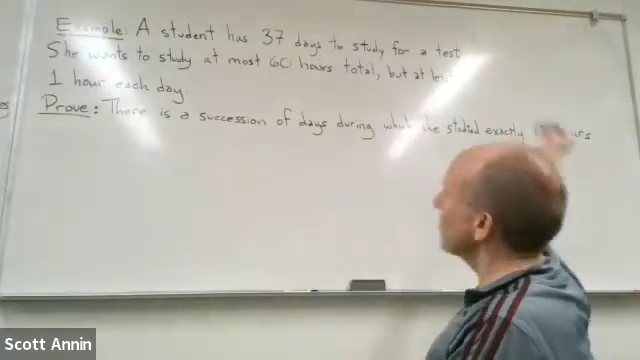 Example: A student has 37 days to study for a test
She wants to study at most 60 hours total, but at least
1 hour each day.
Prove: There is a succession of days during which she studied exactly
Scott Annin